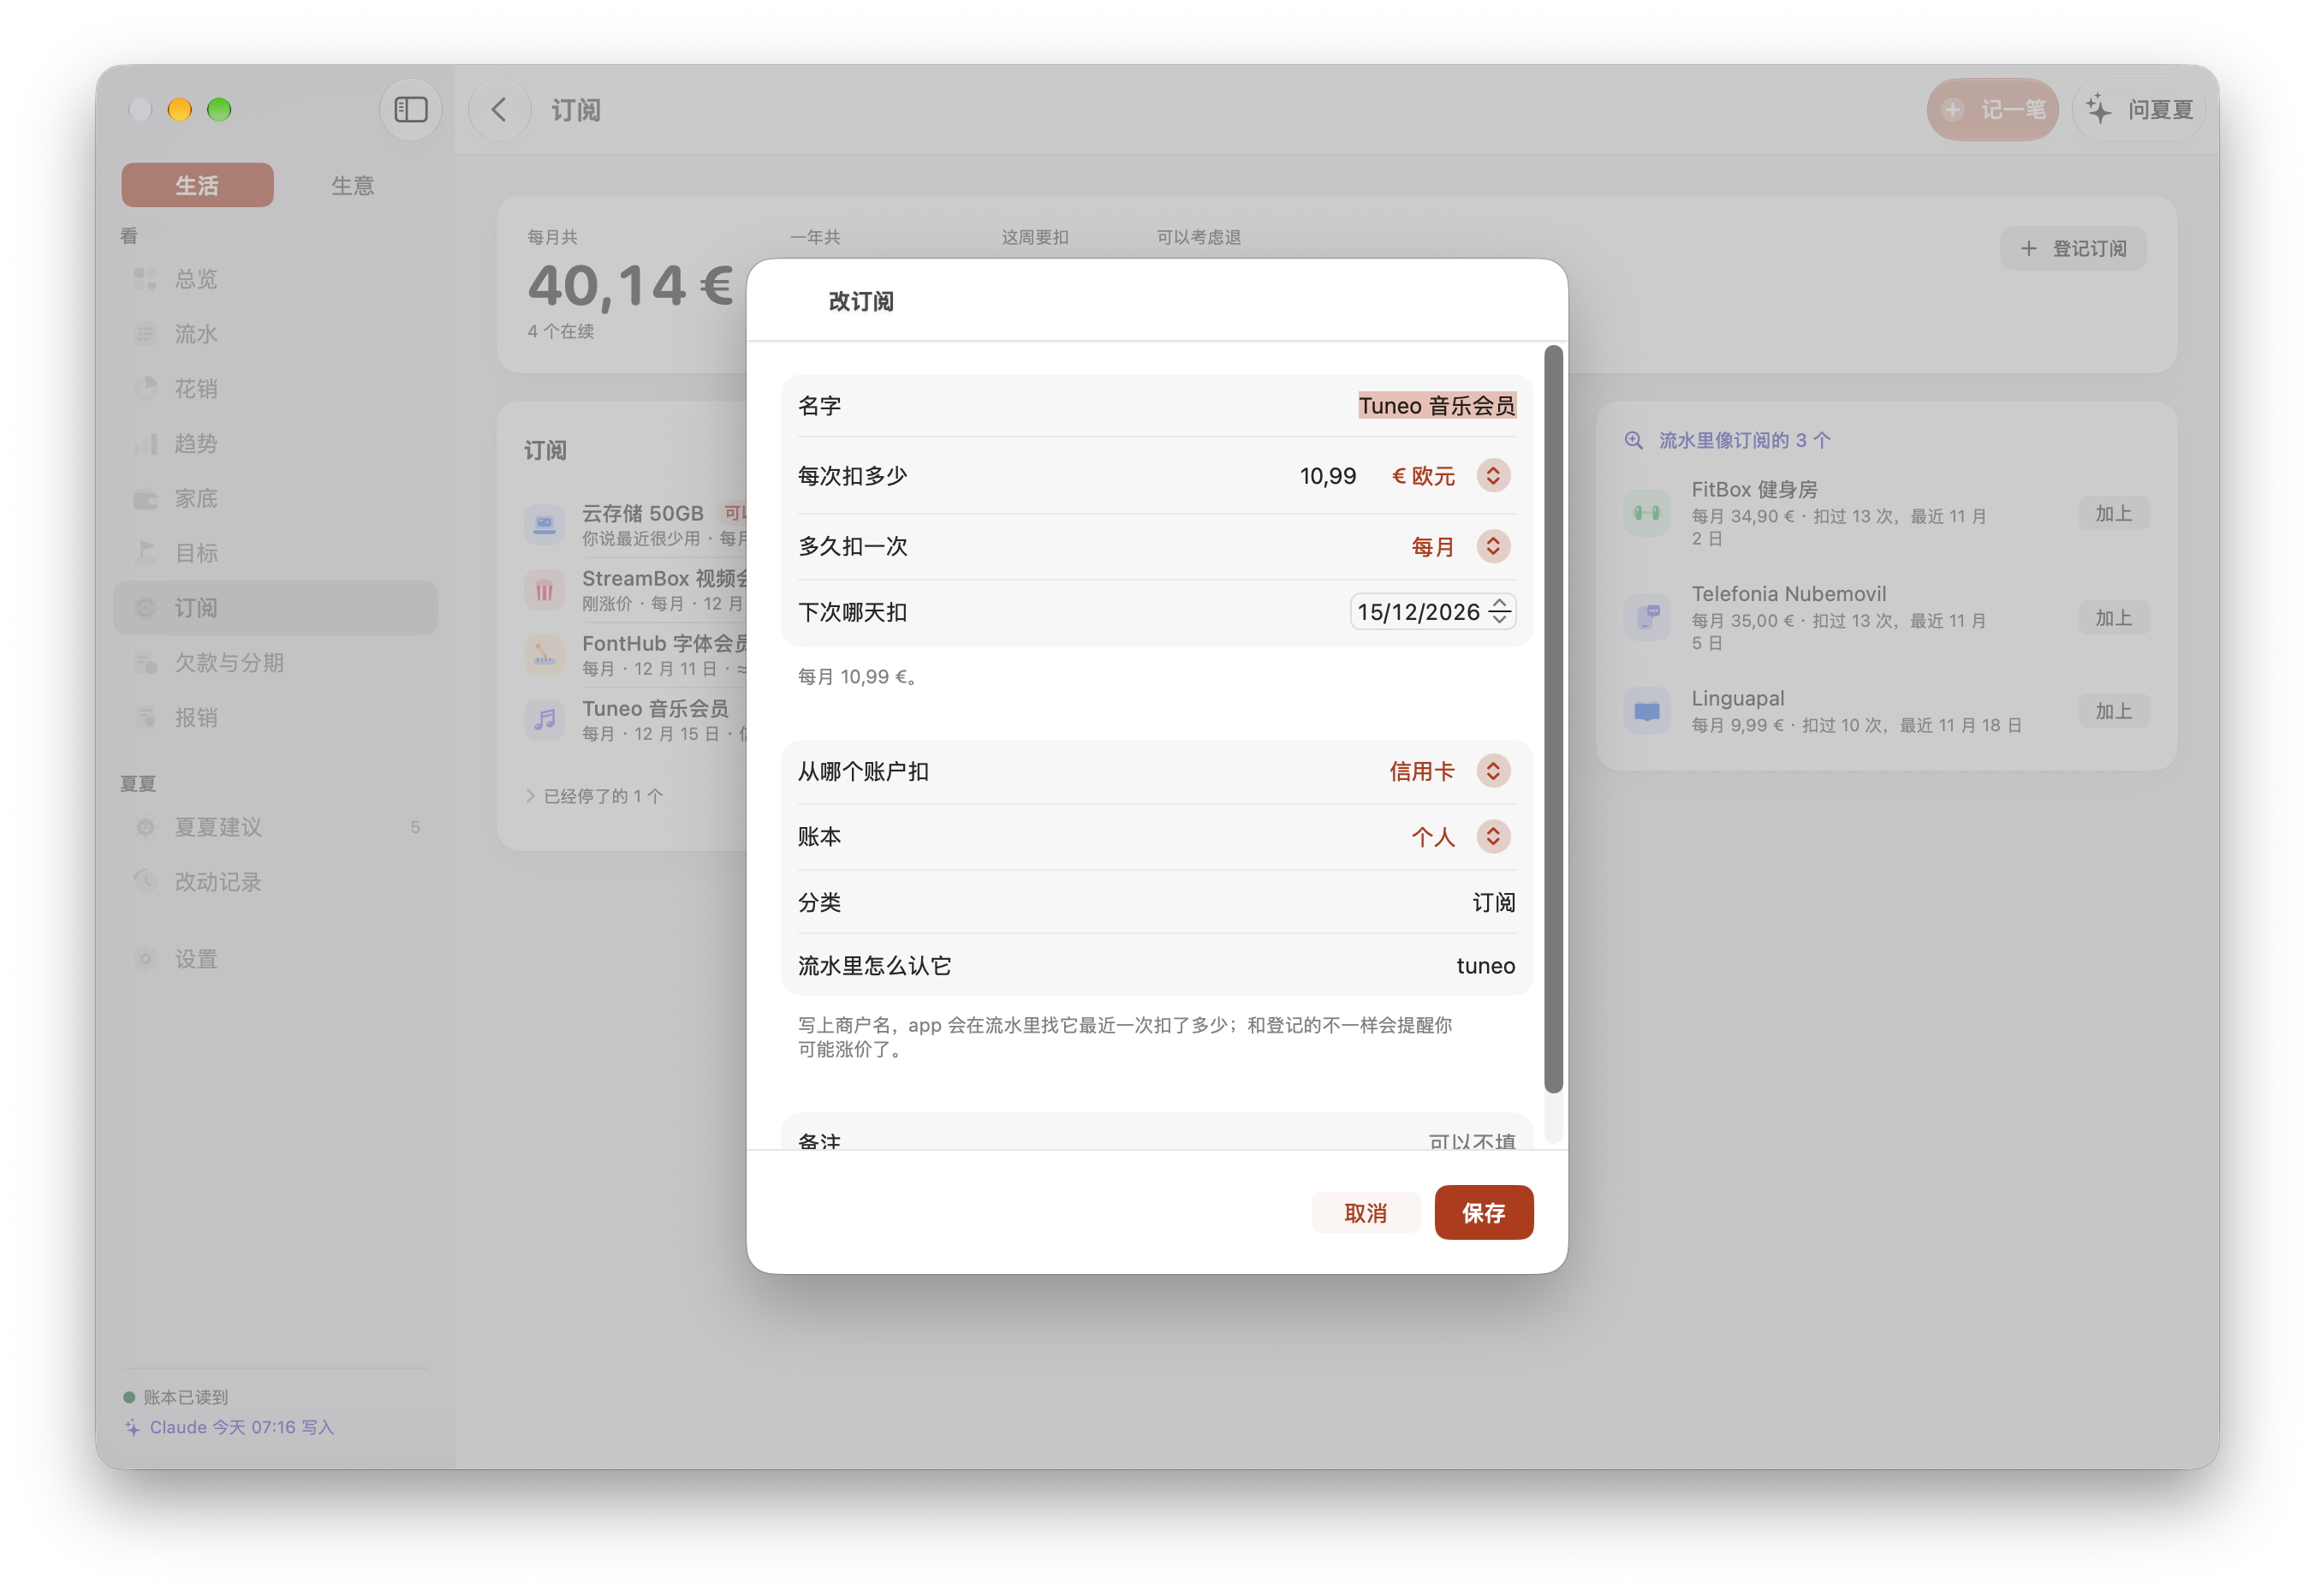 订阅
记一笔
问夏夏
生活
生意
看
总览
流水
花销
趋势
家底
目标
订阅
欠款与分期
报销
夏夏
夏夏建议 5
改动记录
设置
账本已读到
Claude 今天 07:16 写入
每月共
40,14 €
4 个在续
一年共
这周要扣
可以考虑退
登记订阅
订阅
云存储 50GB
你说最近很少用 · 每月
StreamBox 视频会
刚涨价 · 每月 · 12 月
FontHub 字体会员
每月 · 12 月 11 日 · ≈
Tuneo 音乐会员
每月 · 12 月 15 日 ·
已经停了的 1 个
改订阅
名字 Tuneo 音乐会员
每次扣多少 10,99 € 欧元
多久扣一次 每月
下次哪天扣 15/12/2026
每月 10,99 €。
从哪个账户扣 信用卡
账本 个人
分类 订阅
流水里怎么认它 tuneo
写上商户名，app 会在流水里找它最近一次扣了多少；和登记的不一样会提醒你
可能涨价了。
备注 可以不填
取消
保存
流水里像订阅的 3 个
FitBox 健身房
每月 34,90 € · 扣过 13 次，最近 11 月
2 日
加上
Telefonia Nubemovil
每月 35,00 € · 扣过 13 次，最近 11 月
5 日
加上
Linguapal
每月 9,99 € · 扣过 10 次，最近 11 月 18 日
加上